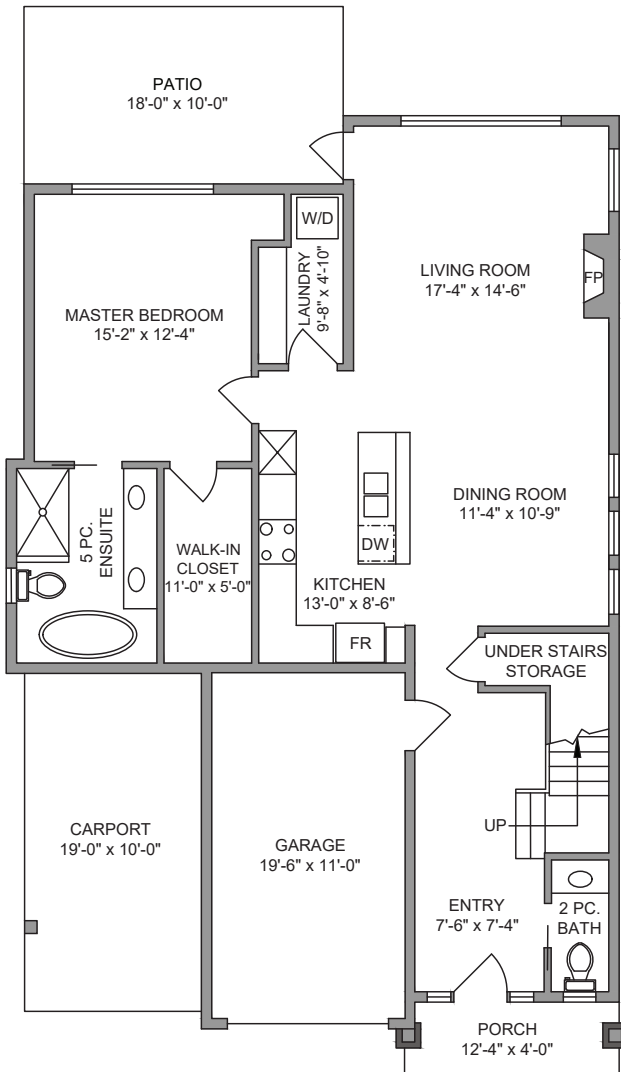 PATIO
18'-0" x 10'-0"
W/D
LAUNDRY
9'-8" x 4'-10"
LIVING ROOM
17'-4" x 14'-6"
FP
MASTER BEDROOM
15'-2" x 12'-4"
DINING ROOM
11'-4" x 10'-9"
5 PC.
ENSUITE
WALK-IN
CLOSET
11'-0" x 5'-0"
DW
KITCHEN
13'-0" x 8'-6"
FR
UNDER STAIRS
STORAGE
UP
CARPORT
19'-0" x 10'-0"
GARAGE
19'-6" x 11'-0"
ENTRY
7'-6" x 7'-4"
2 PC.
BATH
PORCH
12'-4" x 4'-0"